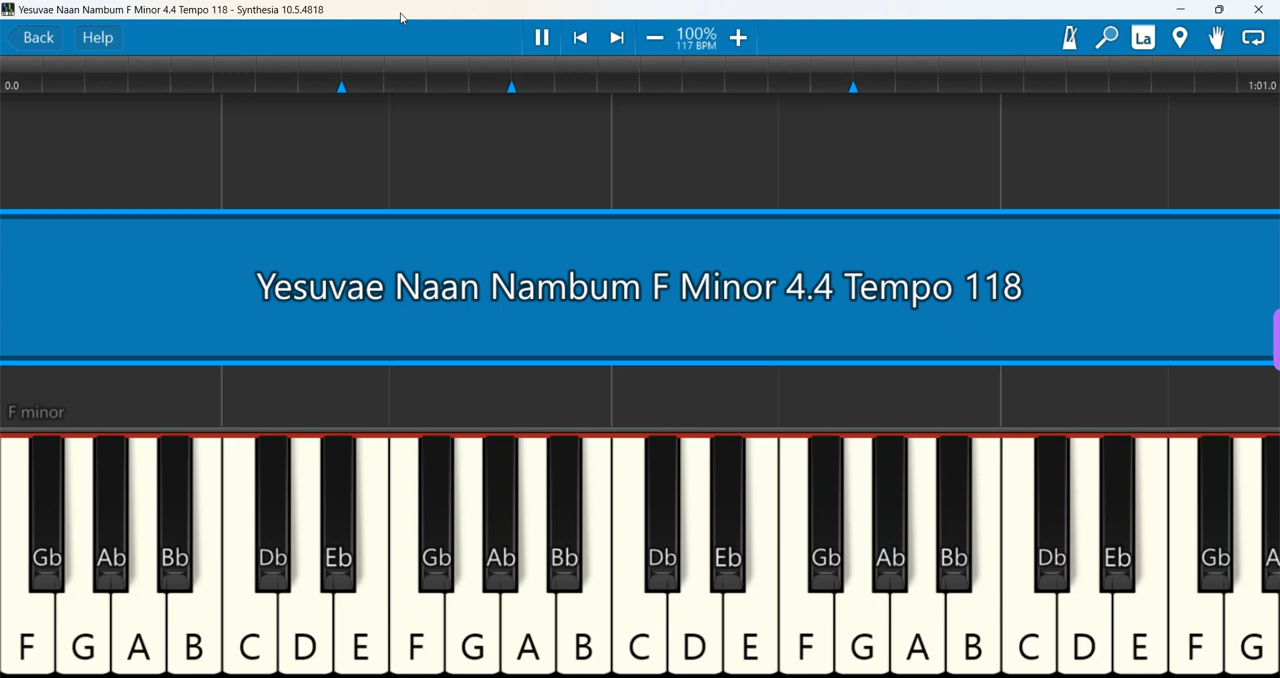 Yesuvae Naan Nambum F Minor 4.4 Tempo 118 - Synthesia 10.5.4818
Back Help 100% La
117 BPM
0.0 1:01.0
Yesuvae Naan Nambum F Minor 4.4 Tempo 118
F minor
Gb Ab Bb Db Eb Gb Ab Bb Db Eb Gb Ab Bb Db Eb Gb A
F G A B C D E F G A B C D E F G A B C D E F G